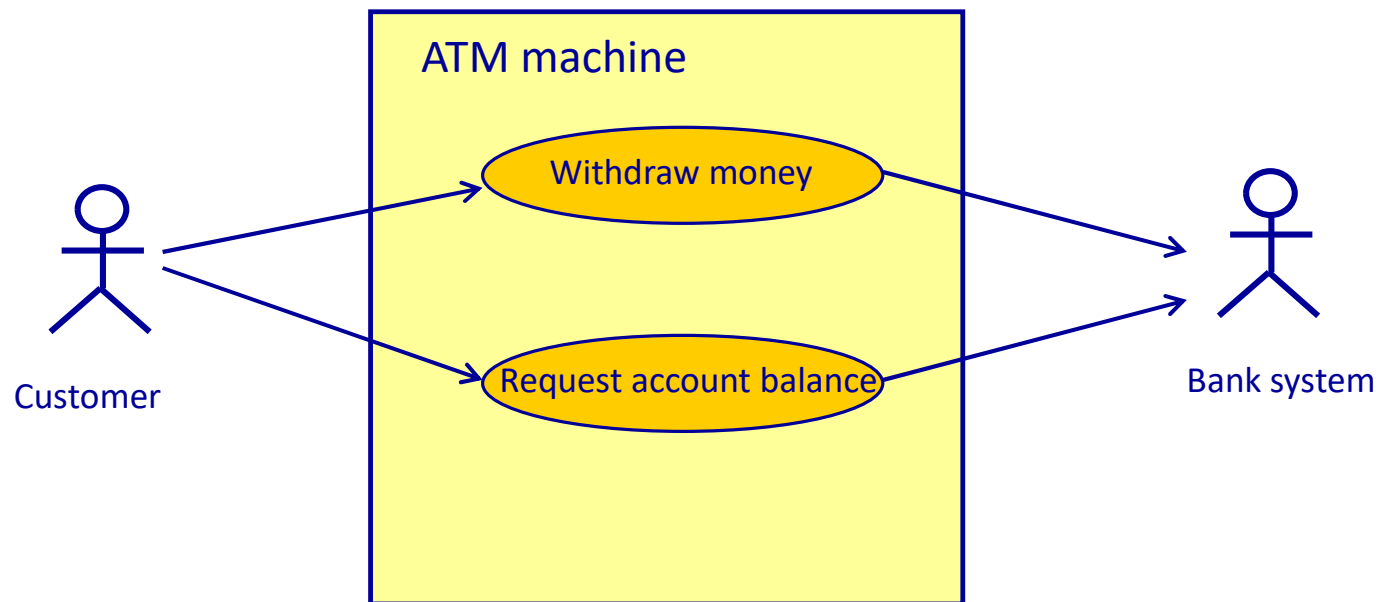 ATM machine
Withdraw money
Request account balance
Customer
Bank system